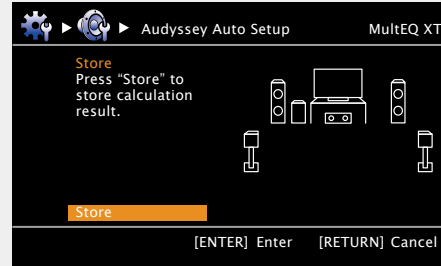 Audyssey Auto Setup MultEQ XT
Store
Press “Store” to
store calculation
result.
Store
[ENTER] Enter [RETURN] Cancel